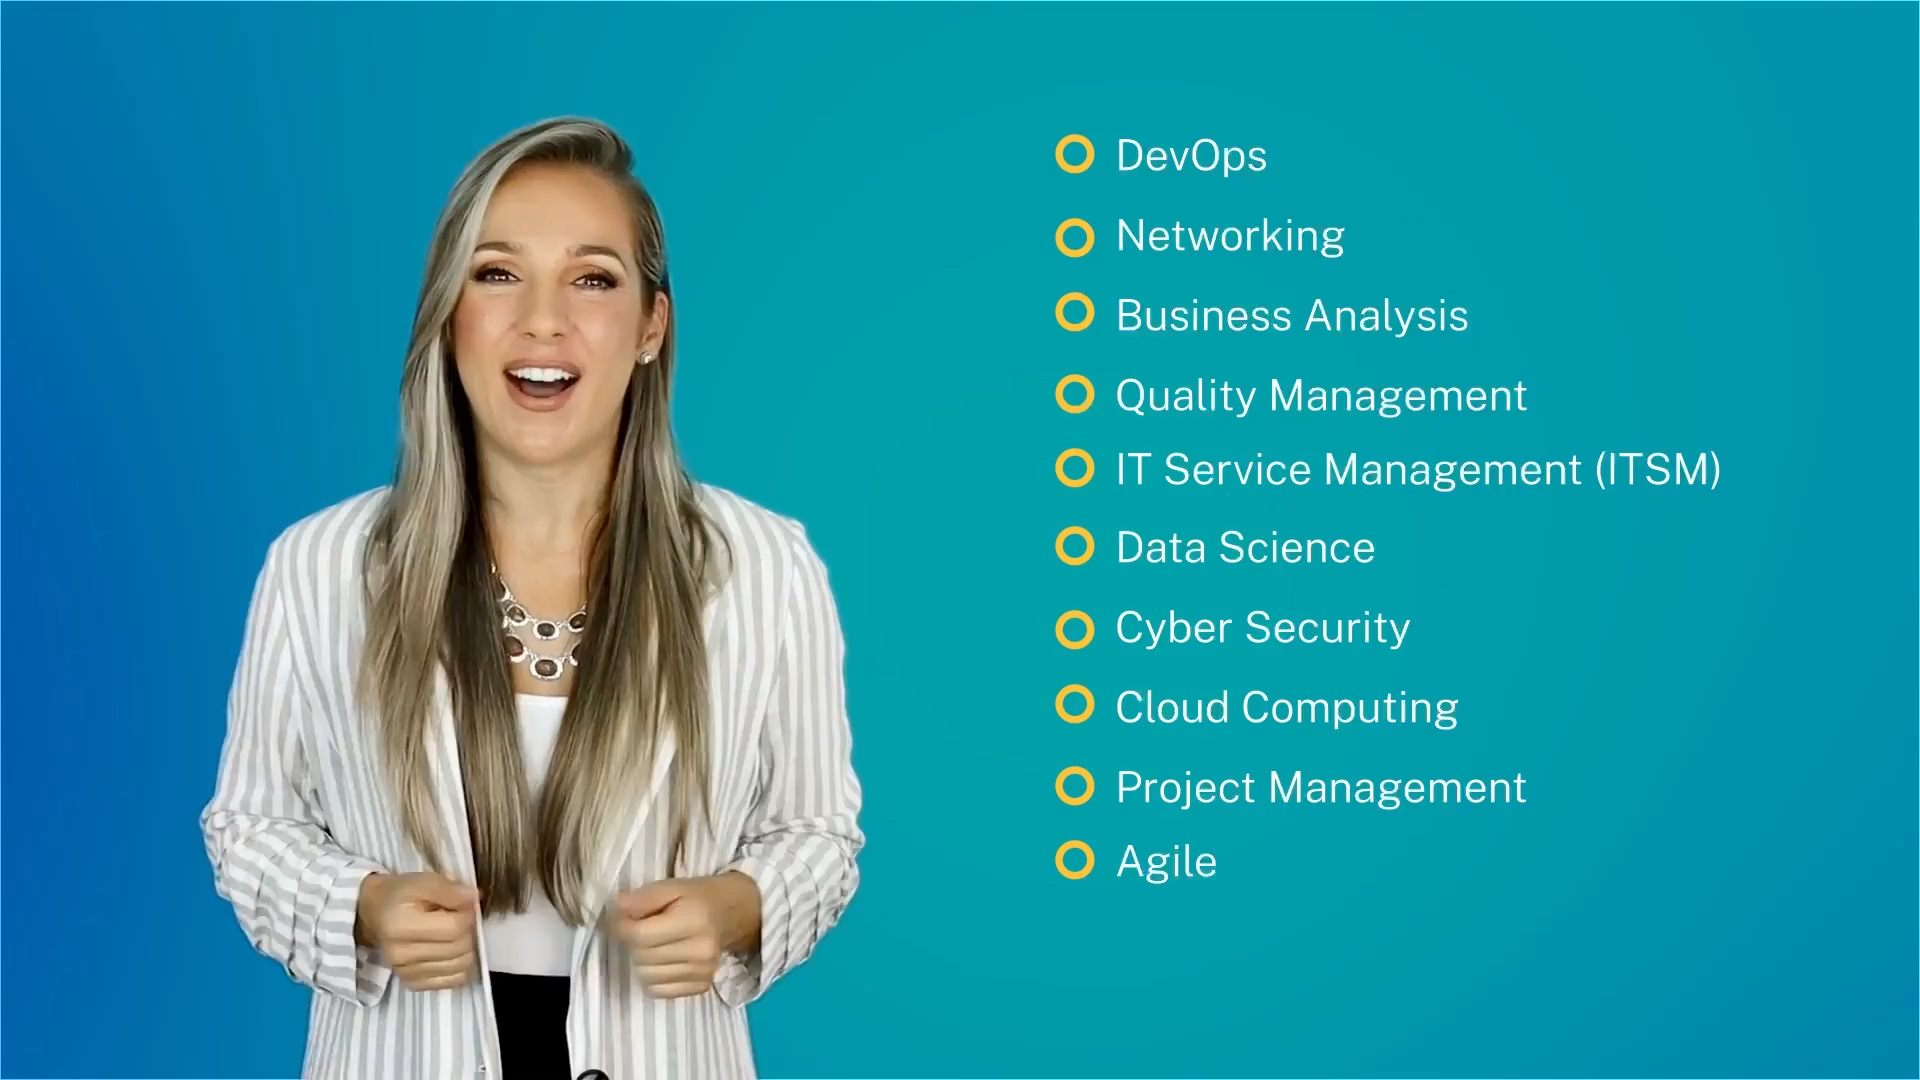 DevOps
Networking
Business Analysis
Quality Management
IT Service Management (ITSM)
Data Science
Cyber Security
Cloud Computing
Project Management
Agile